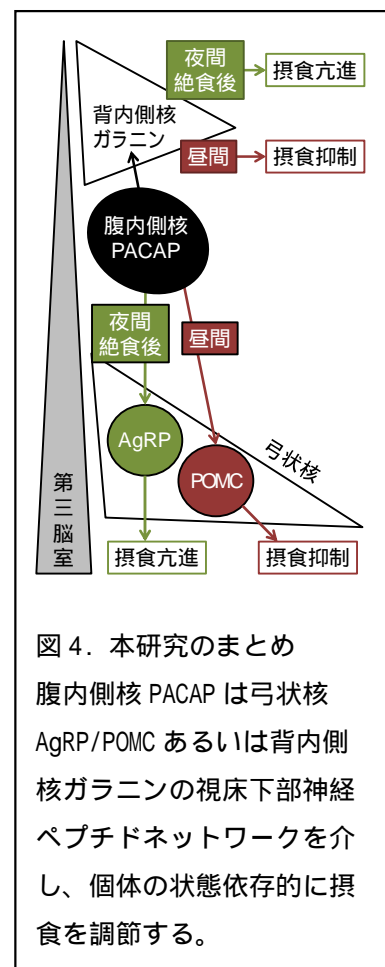 夜間
絶食後
摂食亢進
背内側核
ガラニン
昼間
摂食抑制
腹内側核
PACAP
夜間
絶食後
昼間
AgRP
POMC
弓状核
第三脳室
摂食亢進
摂食抑制
図 4. 本研究のまとめ
腹内側核 PACAP は弓状核
AgRP/POMC あるいは背内側
核ガラニンの視床下部神経
ペプチドネットワークを介
し、個体の状態依存的に摂
食を調節する。